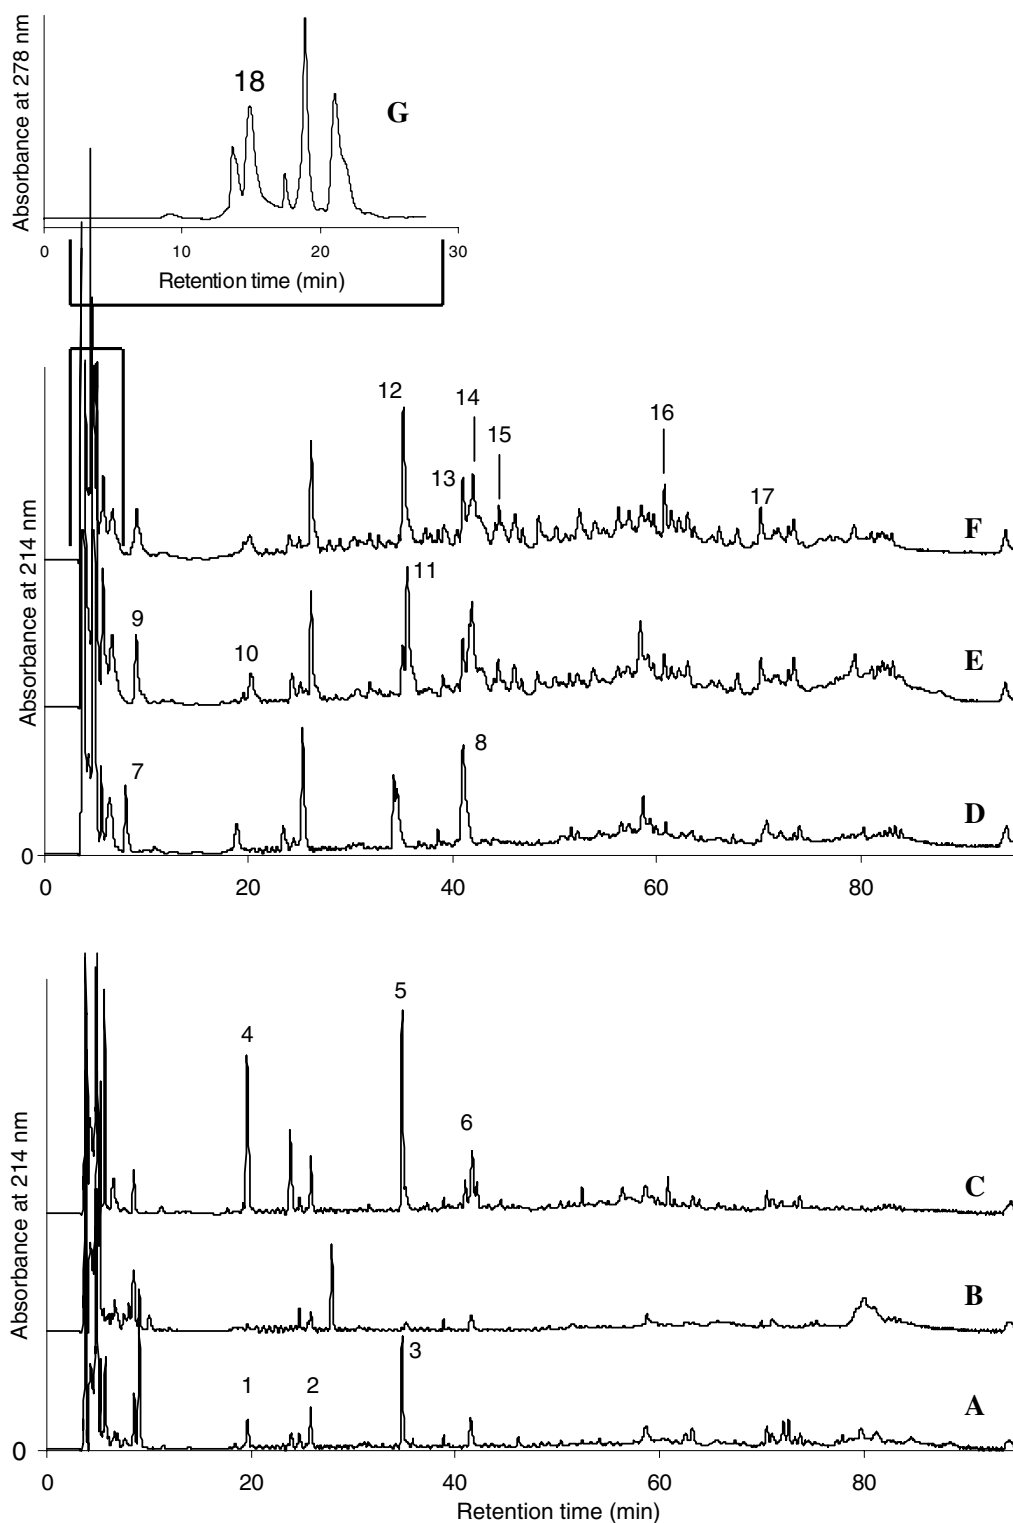 Absorbance at 278 nm
18
G
0 10 20 30
Retention time (min)
Absorbance at 214 nm
12
14
16
15
13
17
F
11
9
10
E
7
8
D
0
0 20 40 60 80
Absorbance at 214 nm
5
4
6
C
B
3
1 2
A
0
0 20 40 60 80
Retention time (min)